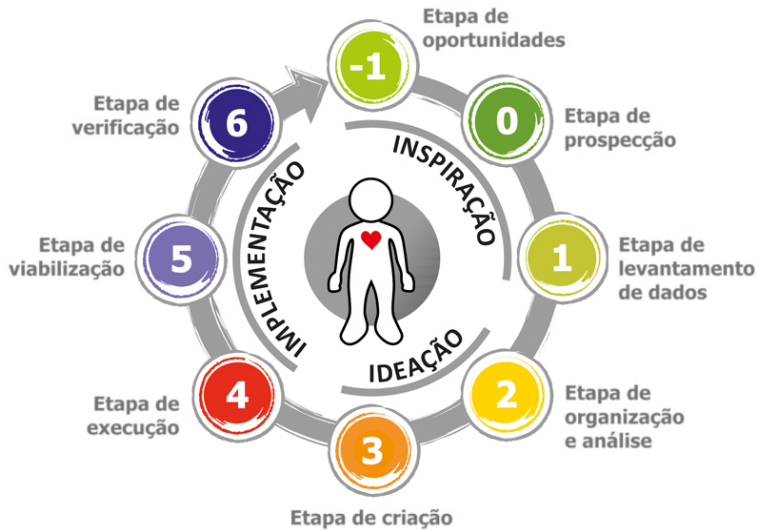 -1
Etapa de
oportunidades
0
Etapa de
prospecção
1
Etapa de
levantamento
de dados
2
Etapa de
organização
e análise
3
Etapa de criação
4
Etapa de
execução
5
Etapa de
viabilização
6
Etapa de
verificação
INSPIRAÇÃO
IDEAÇÃO
IMPLEMENTAÇÃO